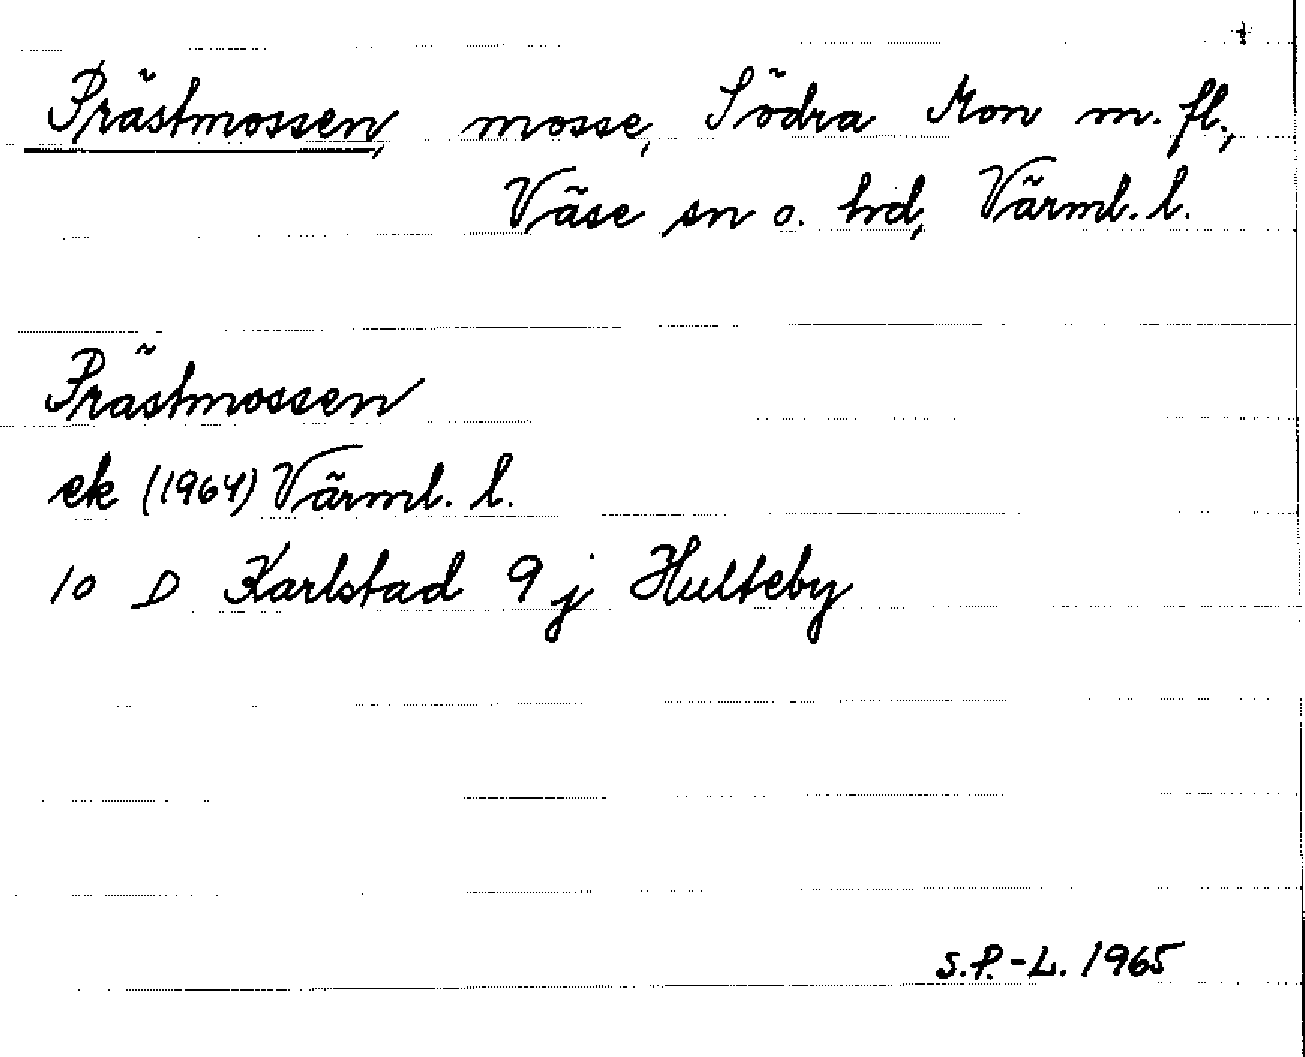 Prästmossen, mosse, Södra Mon m. fl.,
Väse sn o. hd, Värml. l.
Prästmossen
ek (1964) Värml. l.
10 D Karlstad 9 j Hulteby
S.P.-L. 1965